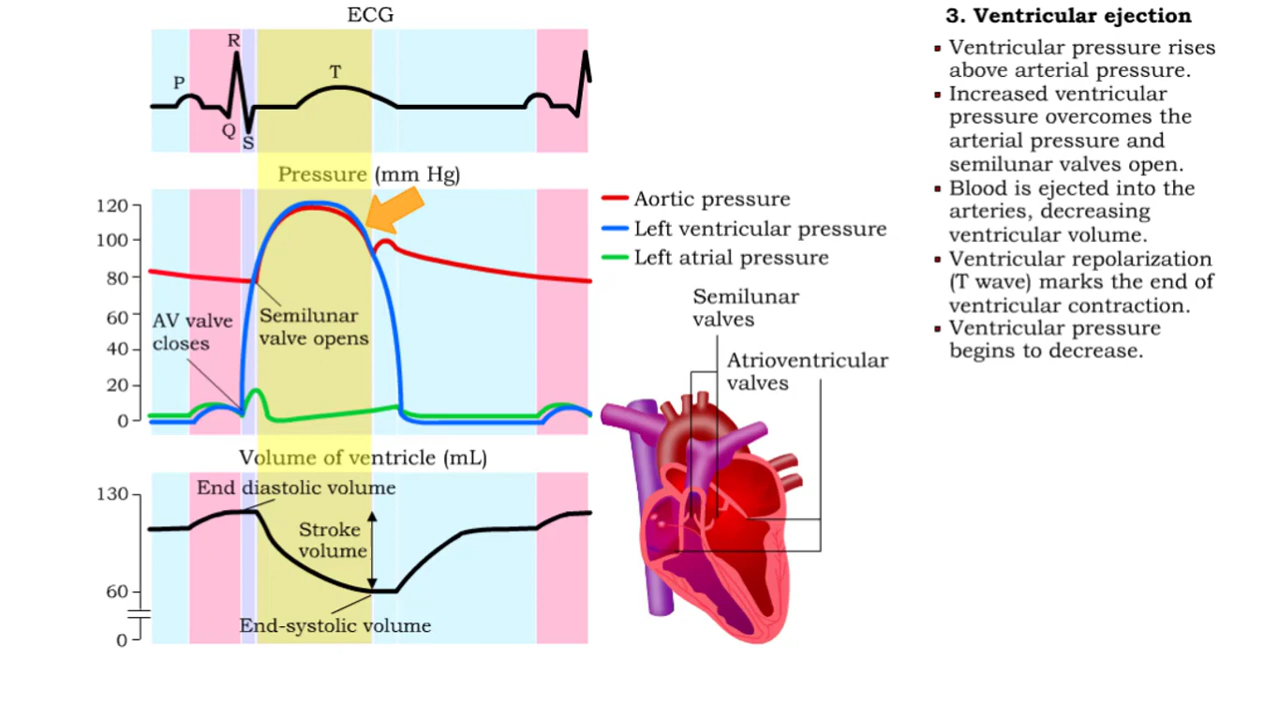 ECG
R
P
T
Q
S
Pressure (mm Hg)
120
100
80
60
40
20
0
AV valve
closes
Semilunar
valve opens
Aortic pressure
Left ventricular pressure
Left atrial pressure
Volume of ventricle (mL)
130
60
0
End diastolic volume
Stroke
volume
End-systolic volume
Semilunar
valves
Atrioventricular
valves
3. Ventricular ejection
▪ Ventricular pressure rises
above arterial pressure.
▪ Increased ventricular
pressure overcomes the
arterial pressure and
semilunar valves open.
▪ Blood is ejected into the
arteries, decreasing
ventricular volume.
▪ Ventricular repolarization
(T wave) marks the end of
ventricular contraction.
▪ Ventricular pressure
begins to decrease.